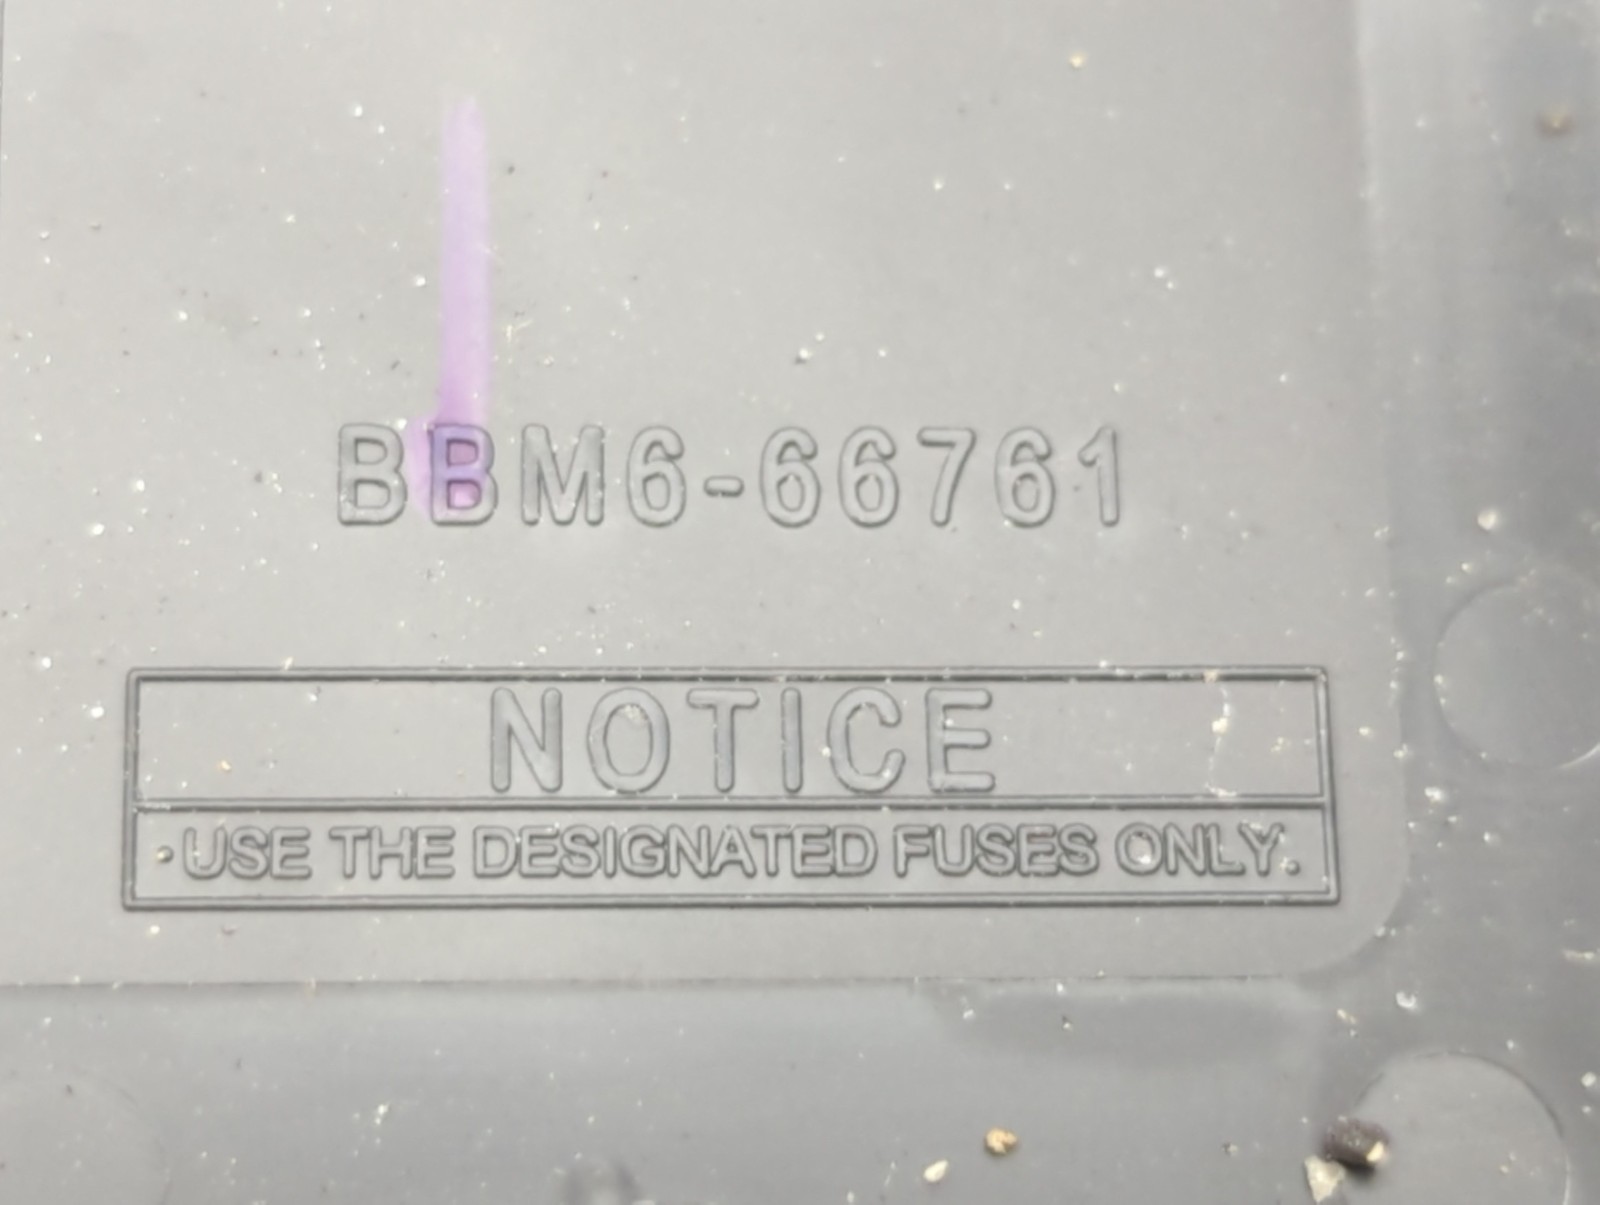 BBM6-66761
NOTICE
·USE THE DESIGNATED FUSES ONLY.